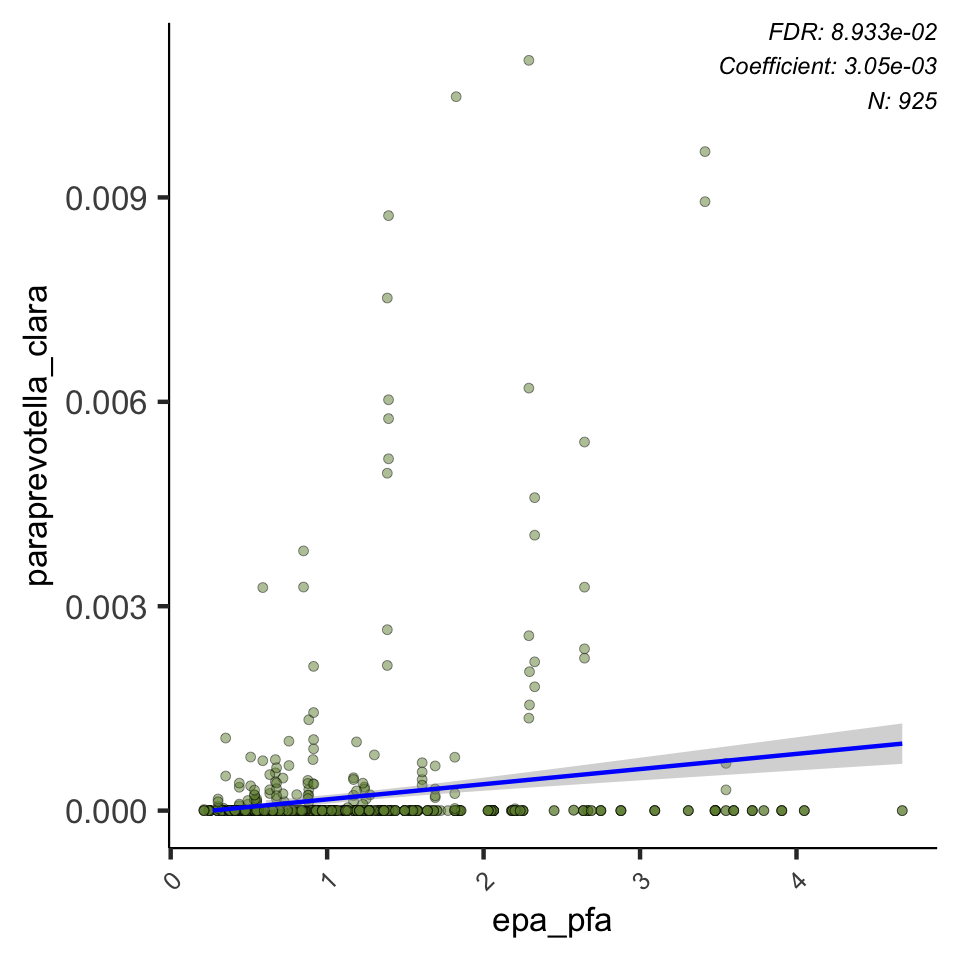 FDR: 8.933e-02
Coefficient: 3.05e-03
N: 925
paraprevotella_clara
0.009
0.006
0.003
0.000
0
1
2
3
4
epa_pfa